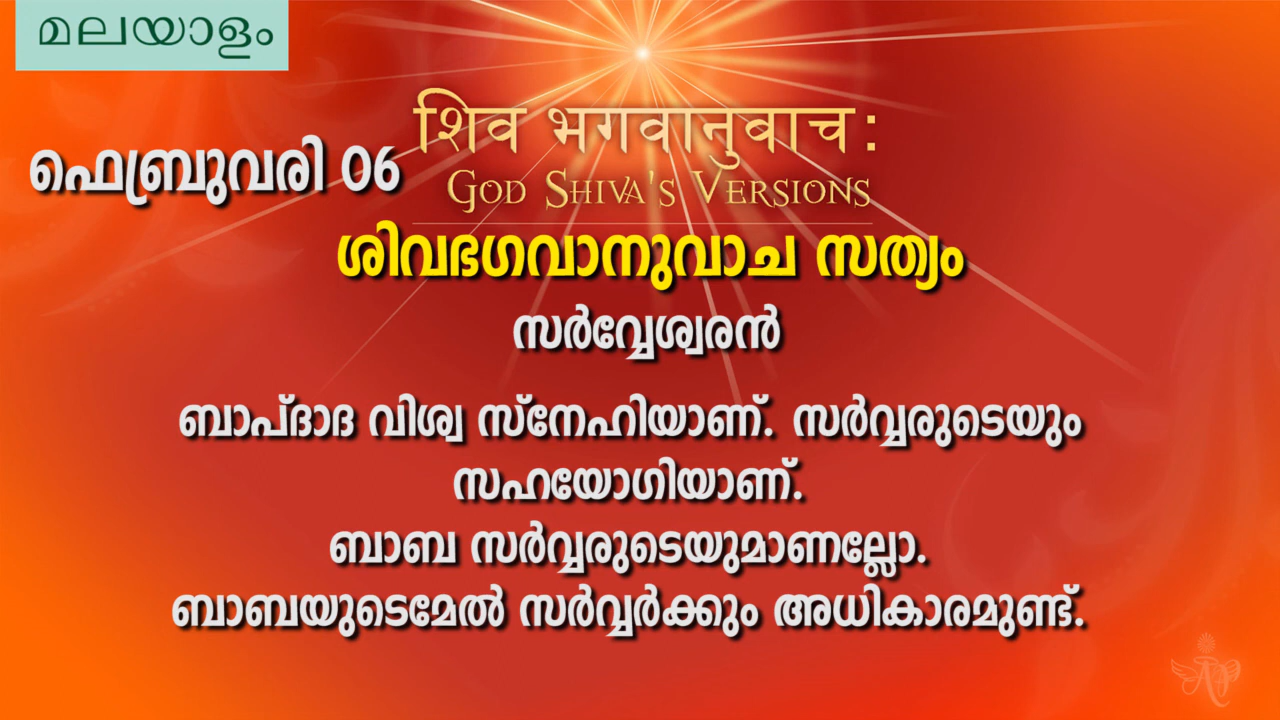 മലയാളം
शिव भगवानुवाच :
ഫെബ്രുവരി 06
GOD SHIVA'S VERSIONS
ശിവഭഗവാനുവാച സത്യം
സർവ്വേശ്വരൻ
ബാപ്ദാദ വിശ്വ സ്നേഹിയാണ്. സർവ്വരുടെയും
സഹയോഗിയാണ്.
ബാബ സർവ്വരുടെയുമാണല്ലോ.
ബാബയുടെമേൽ സർവ്വർക്കും അധികാരമുണ്ട്.